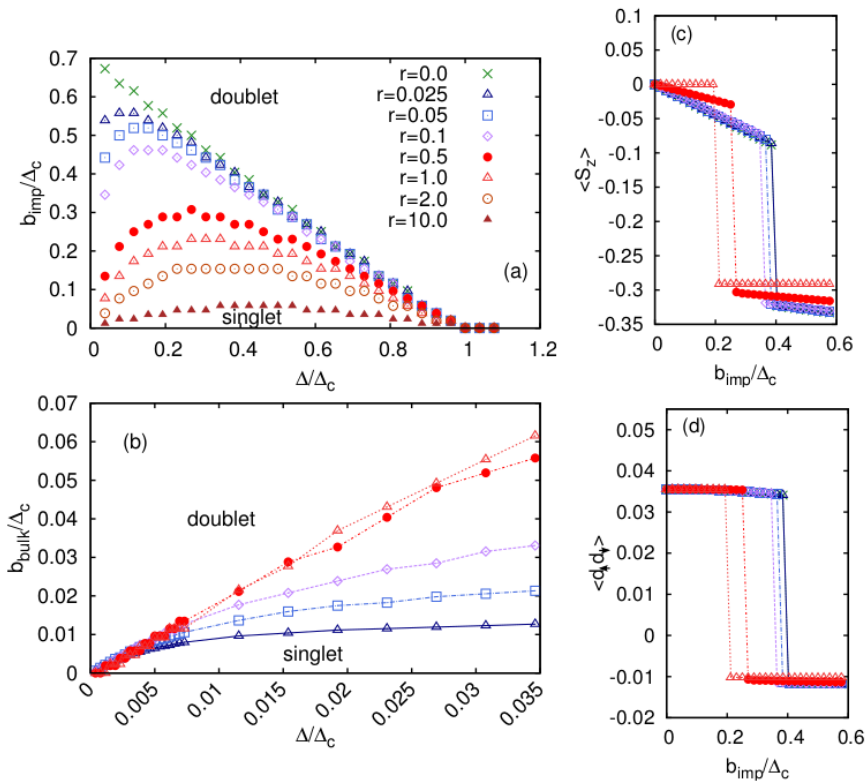 0.7
0.6
0.5
0.4
0.3
0.2
0.1
0
b_imp/Δ_c
doublet
r=0.0
r=0.025
r=0.05
r=0.1
r=0.5
r=1.0
r=2.0
r=10.0
(a)
singlet
0 0.2 0.4 0.6 0.8 1 1.2
Δ/Δ_c
0.08
0.07
0.06
0.05
0.04
0.03
0.02
0.01
0
b_bulk/Δ_c
(b)
doublet
singlet
0.005 0.01 0.015 0.02 0.025 0.03 0.035
Δ/Δ_c
0.1
0.05
0
-0.05
-0.1
-0.15
-0.2
-0.25
-0.3
-0.35
<S_z>
(c)
0 0.2 0.4 0.6
b_imp/Δ_c
0.05
0.04
0.03
0.02
0.01
0
-0.01
-0.02
(d)
0 0.2 0.4 0.6
b_imp/Δ_c